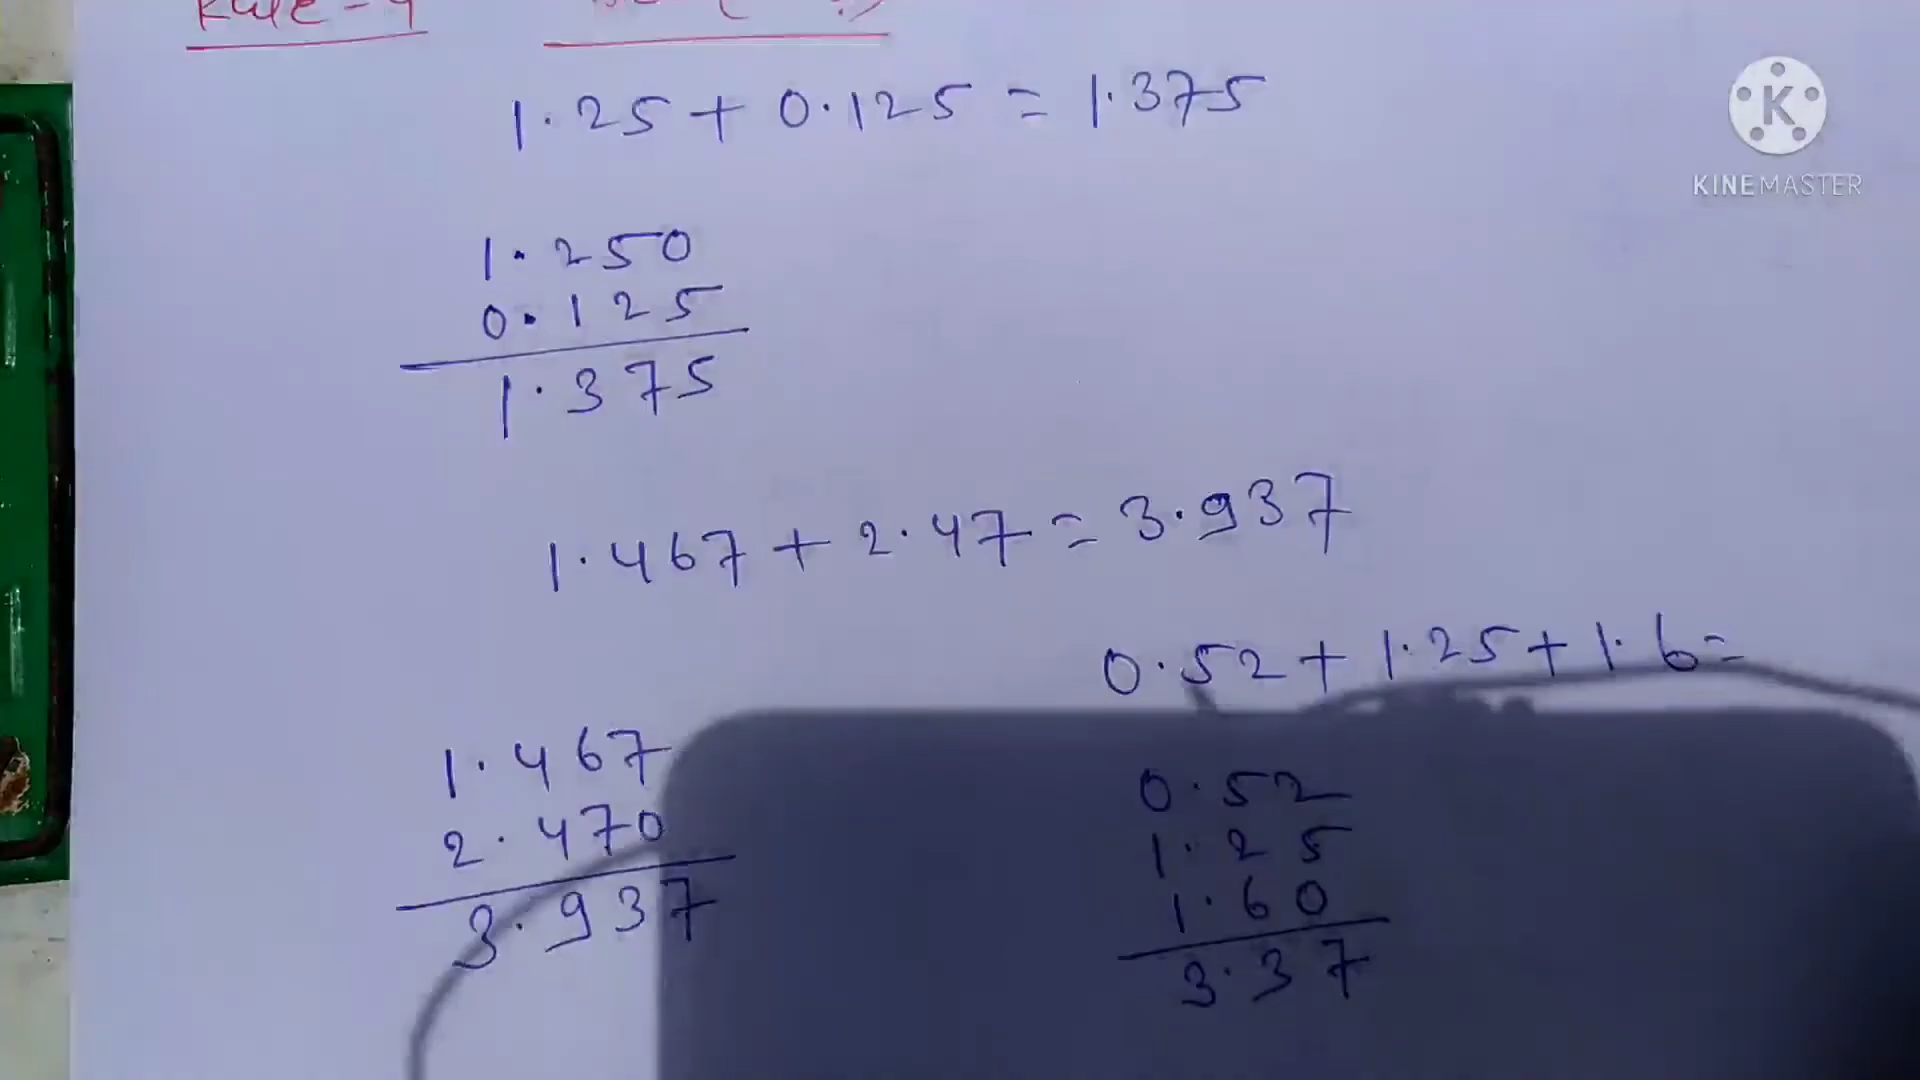 1.25 + 0.125 = 1.375
K
KINEMASTER
1.250
0.125
1.375
1.467 + 2.47 = 3.937
0.52 + 1.25 + 1.6 =
1.467
2.470
3.937
0.52
1.25
1.60
3.37